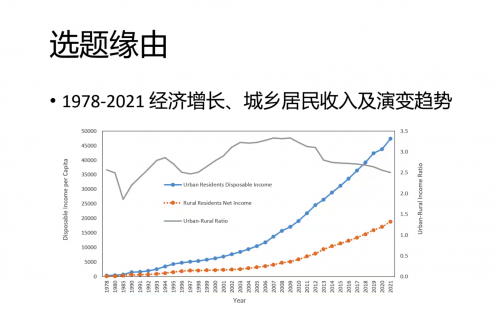 选题缘由
• 1978-2021 经济增长、城乡居民收入及演变趋势
50000
45000
40000
35000
30000
25000
20000
15000
10000
5000
0
Disposable Income per Capita
Urban Residents Disposable Income
Rural Residents Net Income
Urban-Rural Ratio
3.5
3.0
2.5
2.0
1.5
1.0
0.5
0.0
Urban-Rural Income Ratio
1978 1980 1985 1990 1991 1992 1993 1994 1995 1996 1997 1998 1999 2000 2001 2002 2003 2004 2005 2006 2007 2008 2009 2010 2011 2012 2013 2014 2015 2016 2017 2018 2019 2020 2021
Year